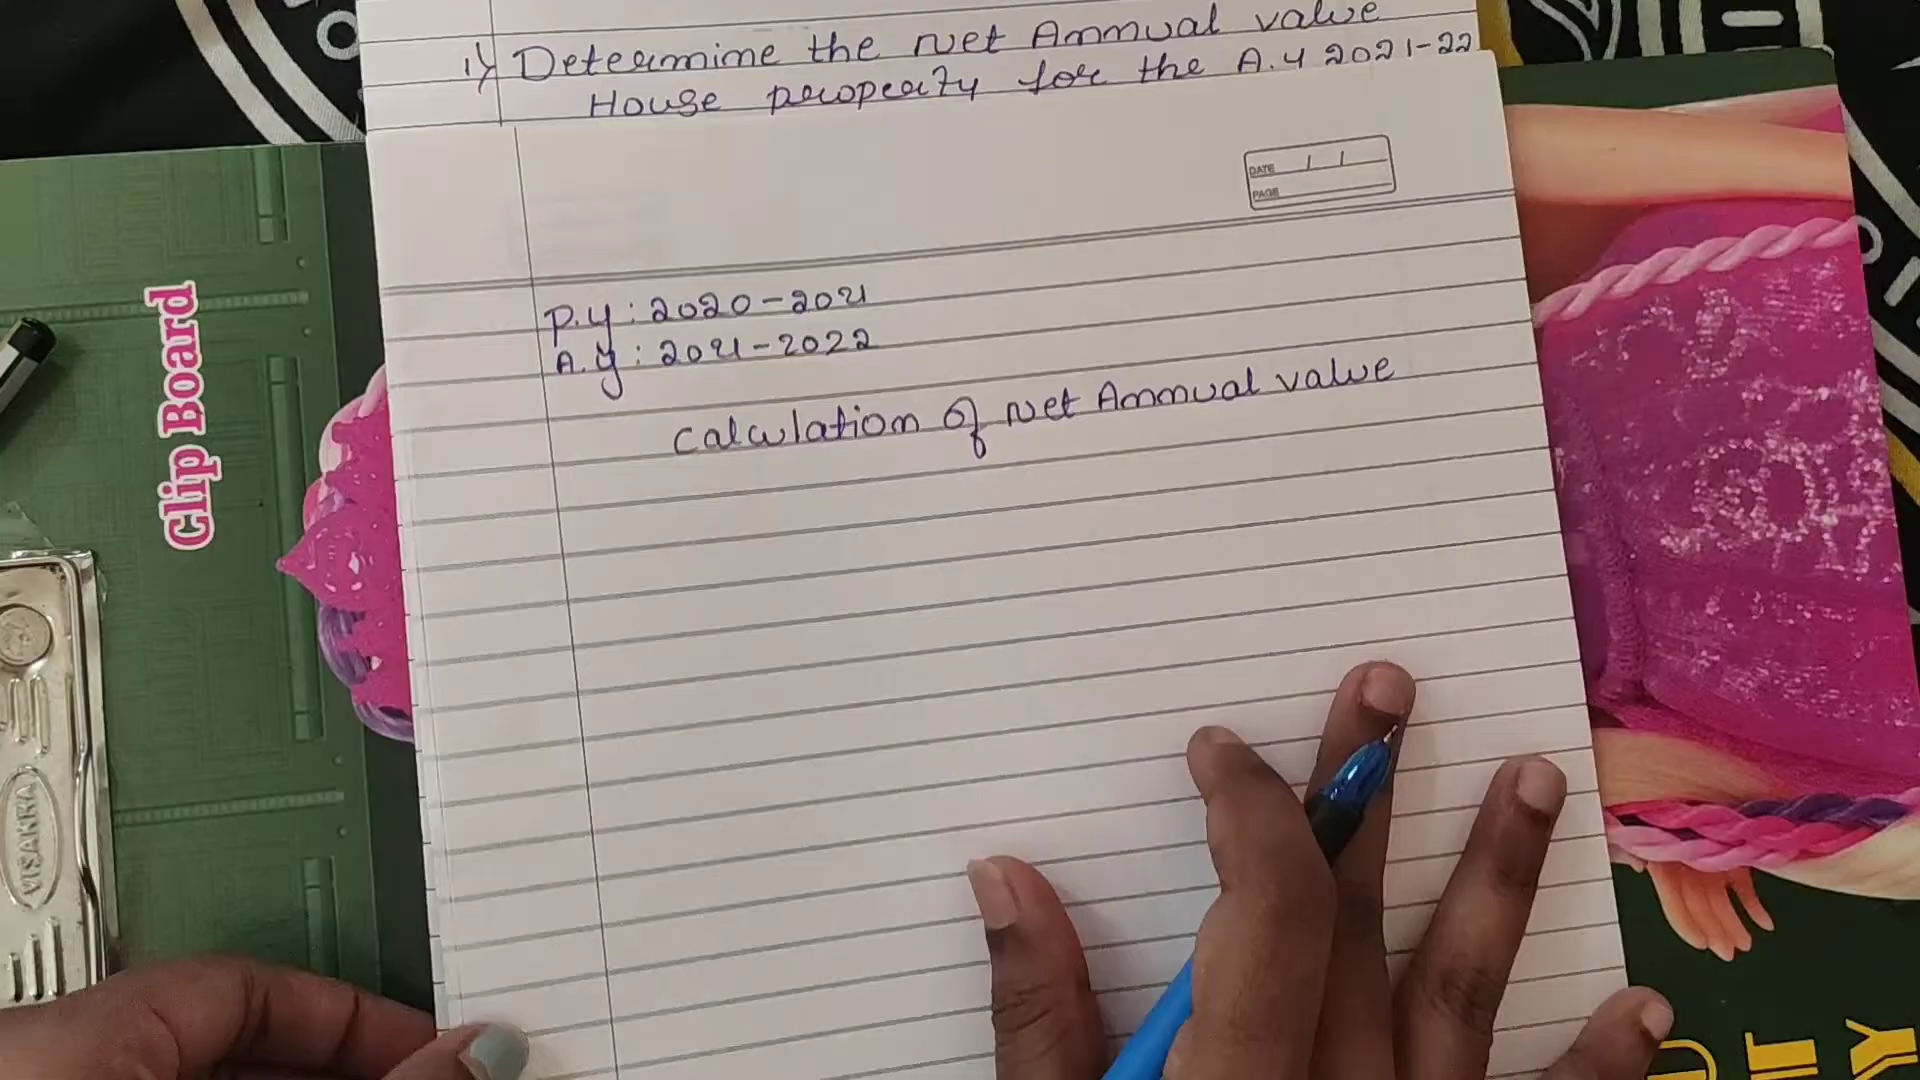 1) Determine the Net Annual value
House property for the A.Y 2021-22
DATE
PAGE
P.Y : 2020-2021
A.Y : 2021-2022
calculation of Net Annual value
Clip Board
VISAKHA